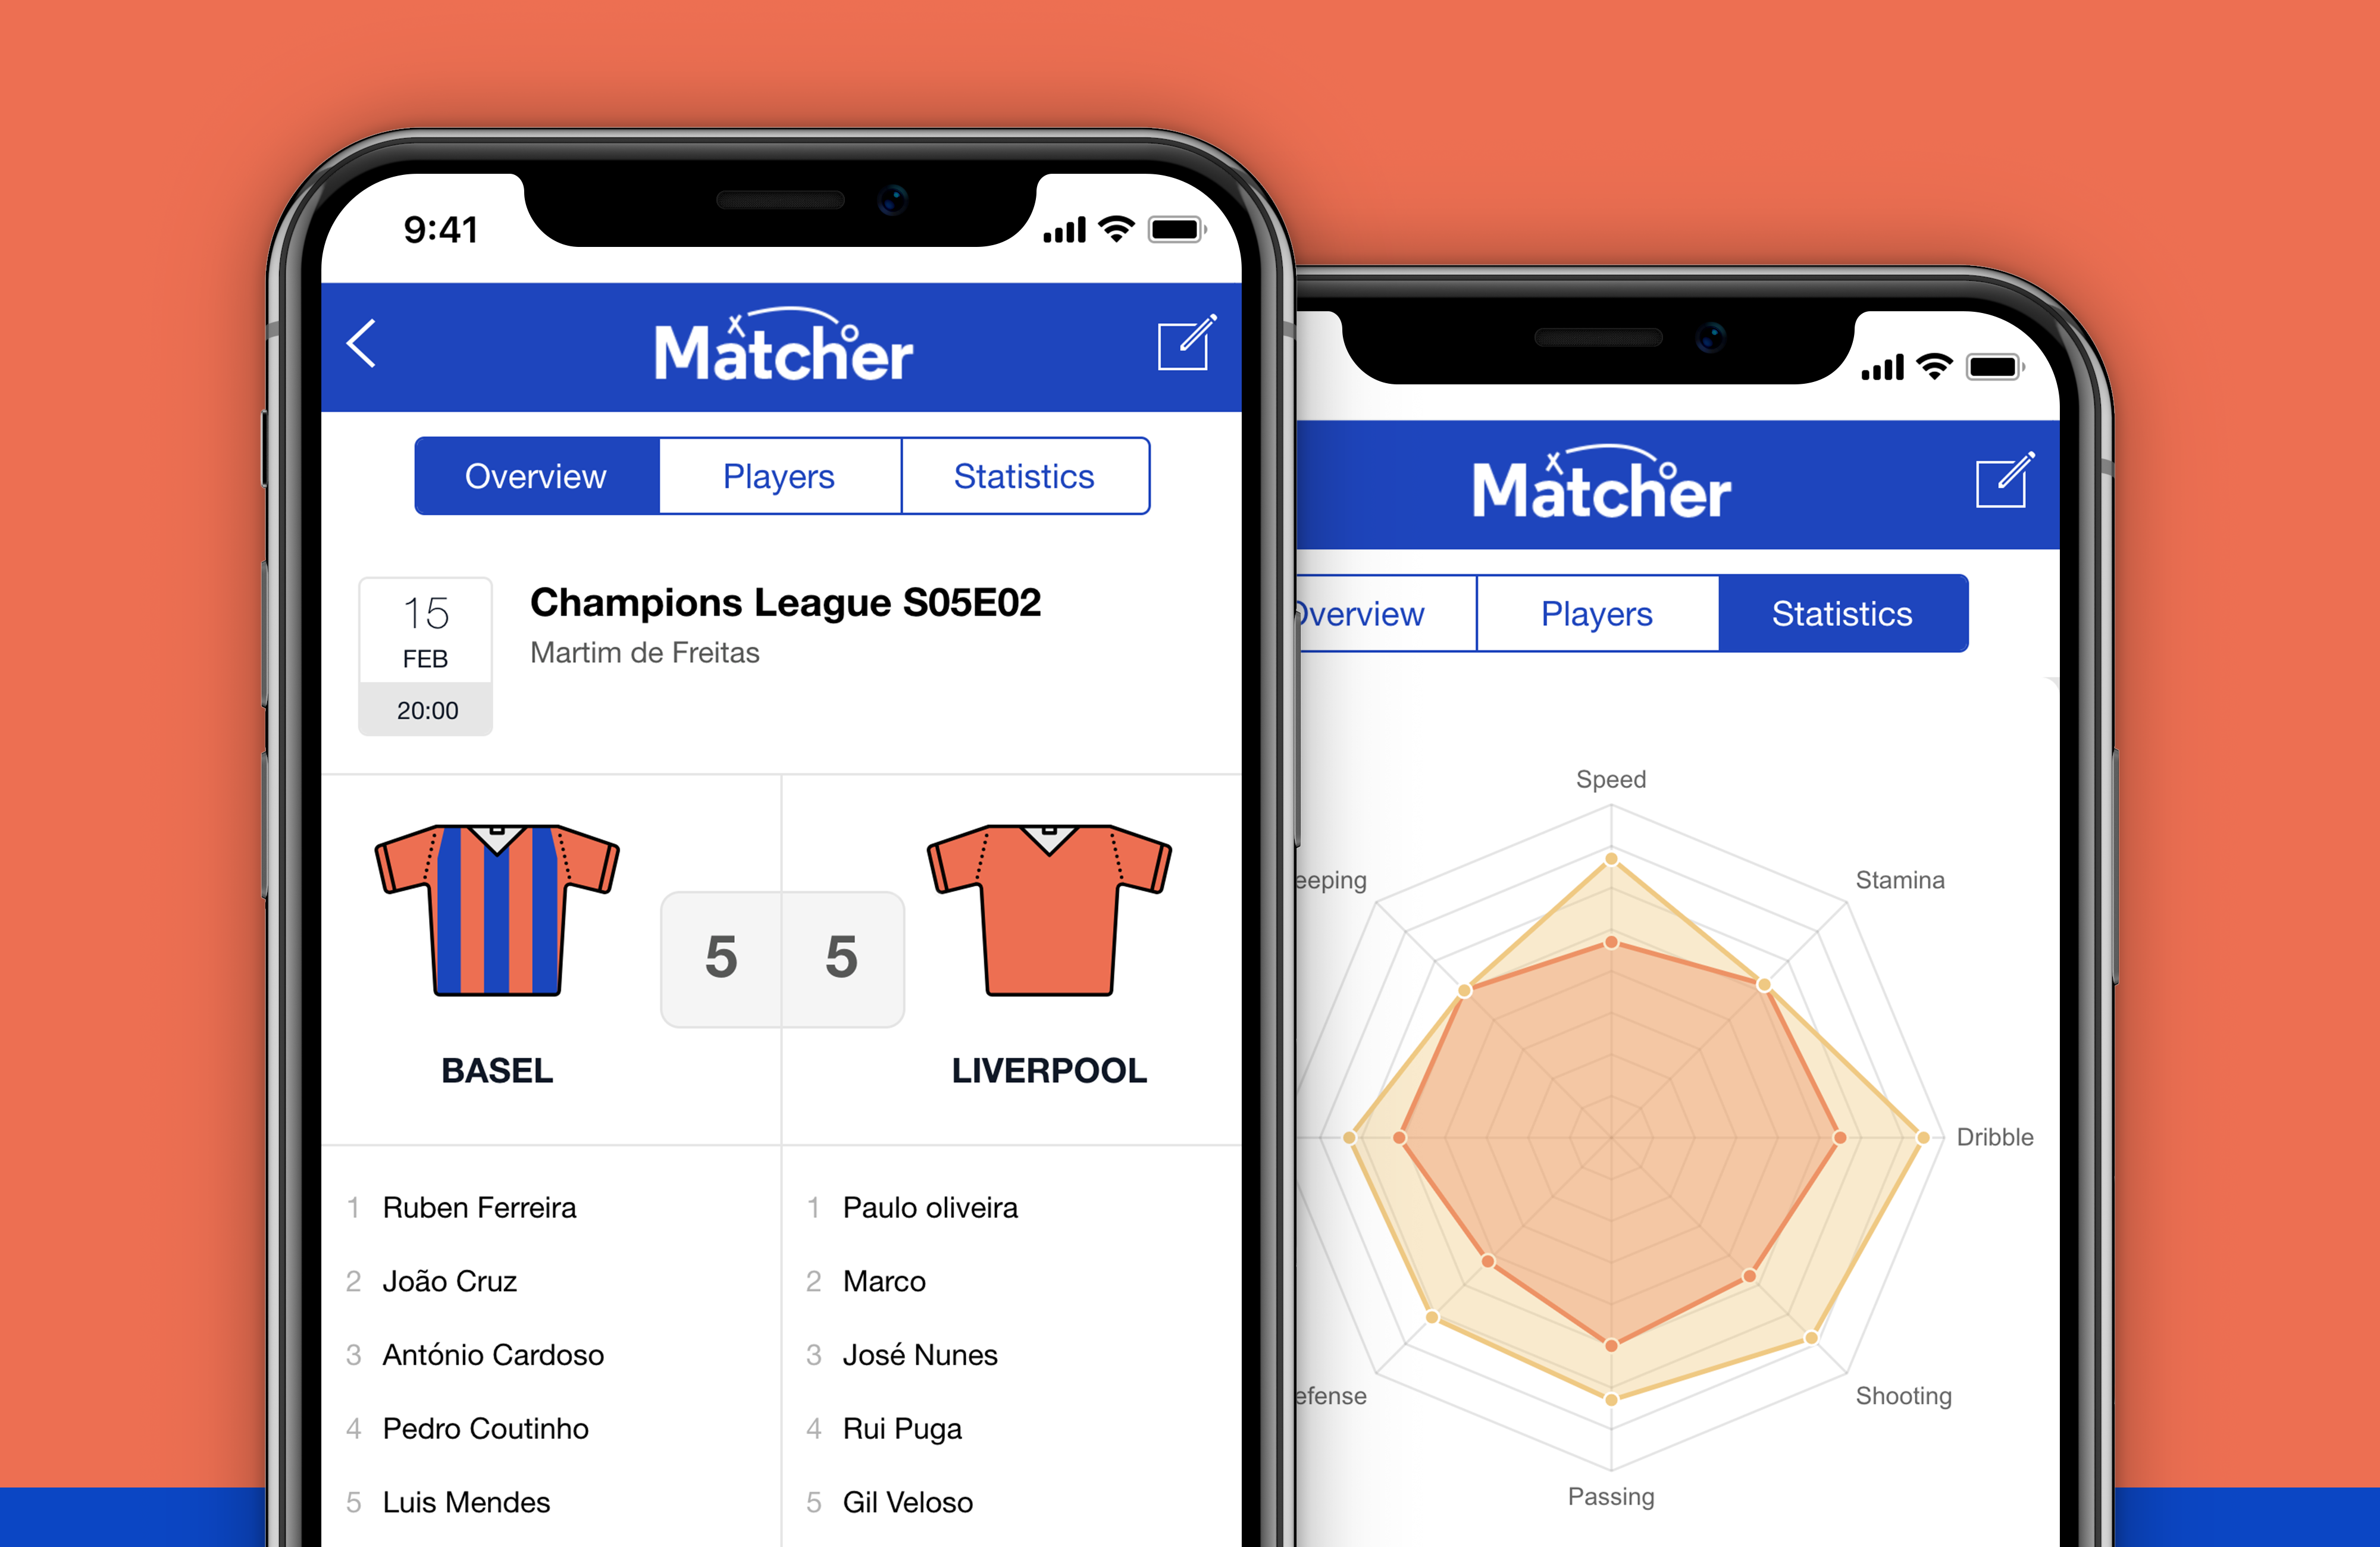 9:41
Matcher
Overview Players Statistics
15
FEB
20:00
Champions League S05E02
Martim de Freitas
5 5
BASEL
LIVERPOOL
1 Ruben Ferreira
2 João Cruz
3 António Cardoso
4 Pedro Coutinho
5 Luis Mendes
1 Paulo oliveira
2 Marco
3 José Nunes
4 Rui Puga
5 Gil Veloso
Matcher
Overview Players Statistics
Speed
eeping
Stamina
Dribble
efense
Shooting
Passing